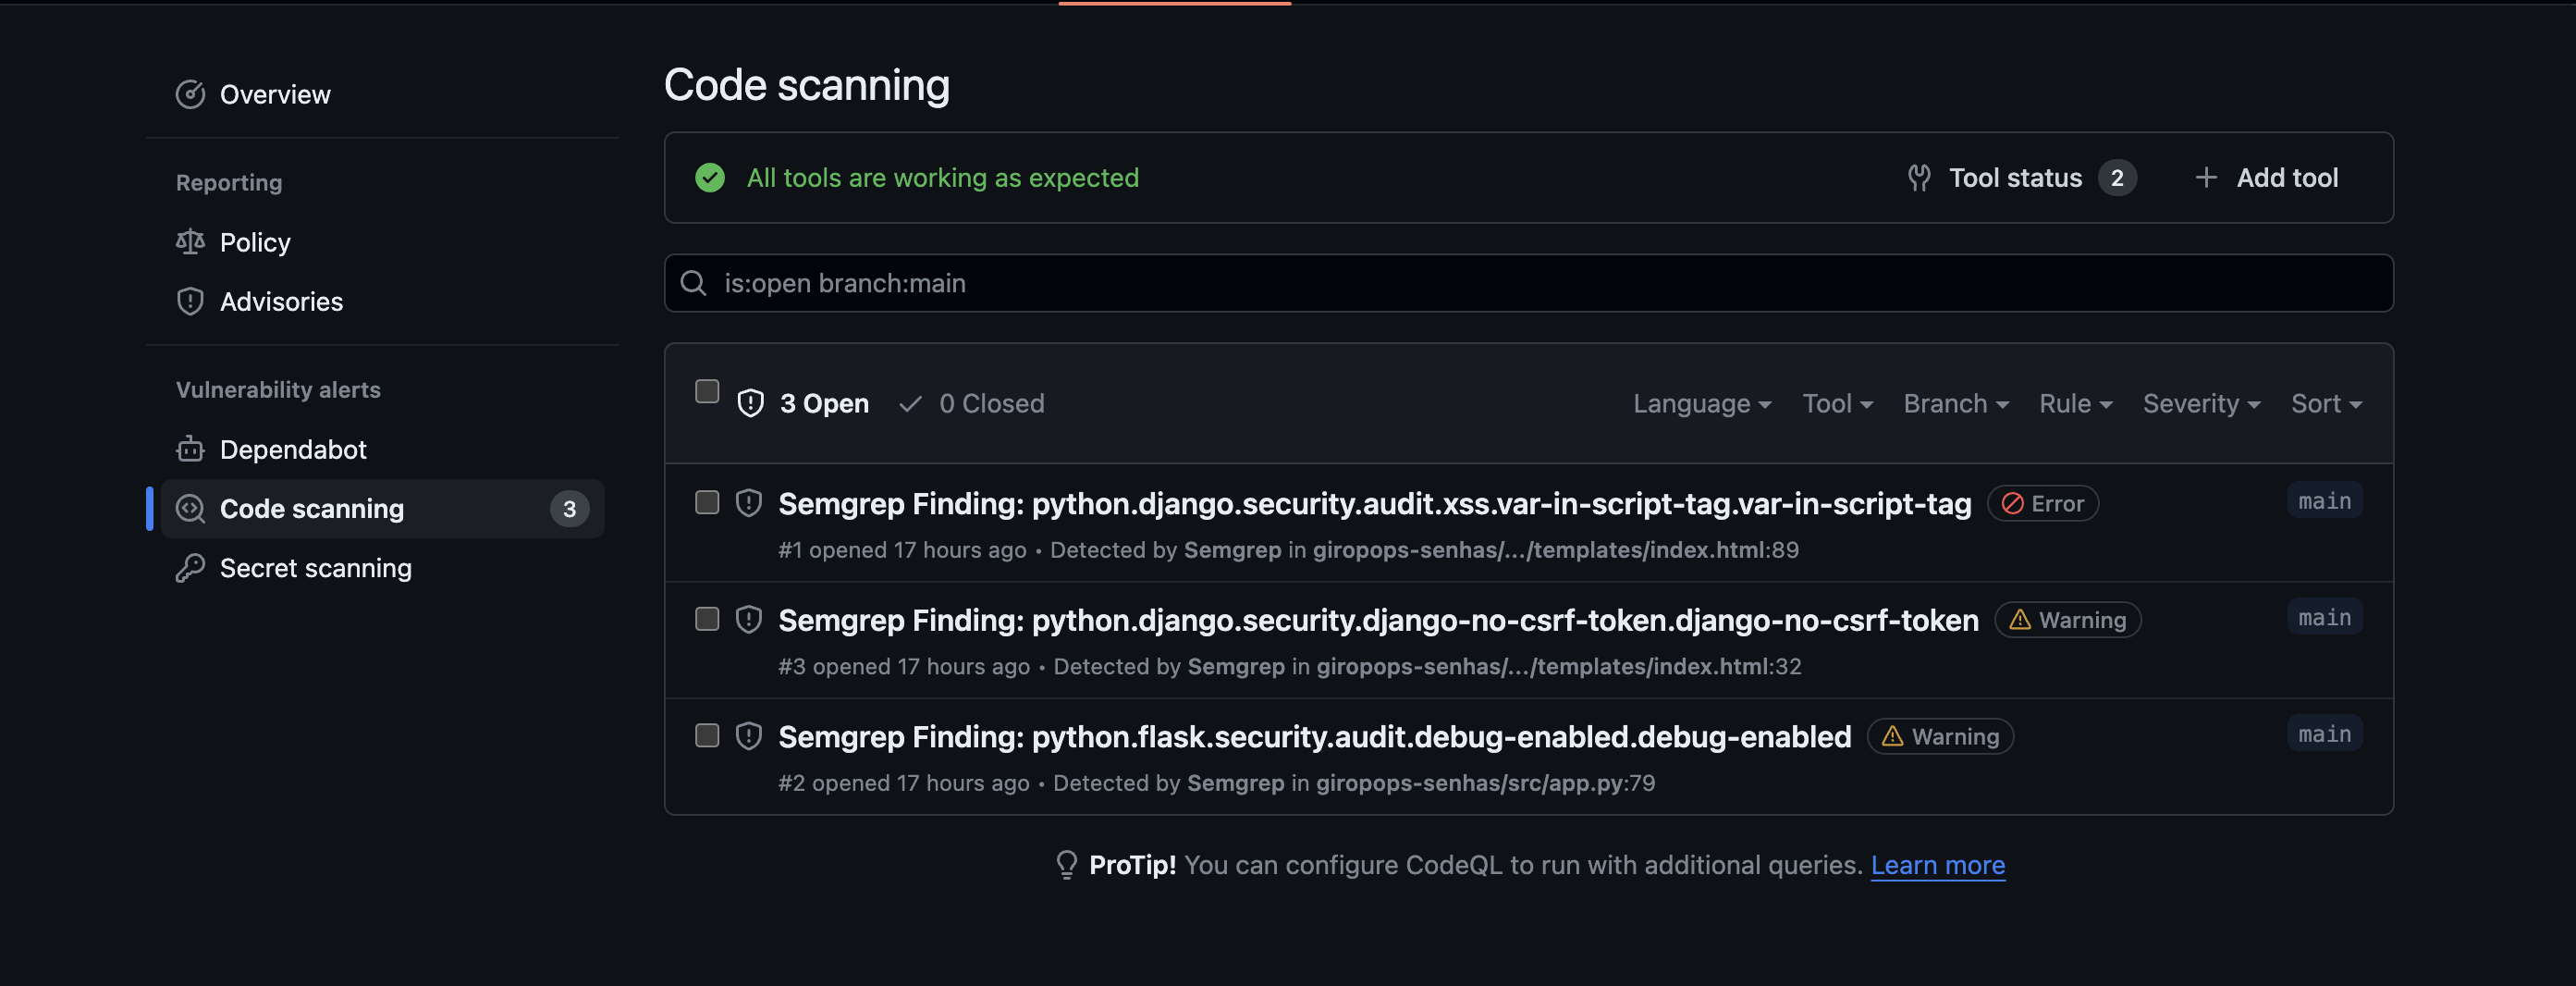 Overview
Reporting
Policy
Advisories
Vulnerability alerts
Dependabot
Code scanning 3
Secret scanning
Code scanning
All tools are working as expected Tool status 2 Add tool
is:open branch:main
3 Open 0 Closed Language Tool Branch Rule Severity Sort
Semgrep Finding: python.django.security.audit.xss.var-in-script-tag.var-in-script-tag Error main
#1 opened 17 hours ago • Detected by Semgrep in giropops-senhas/.../templates/index.html:89
Semgrep Finding: python.django.security.django-no-csrf-token.django-no-csrf-token Warning main
#3 opened 17 hours ago • Detected by Semgrep in giropops-senhas/.../templates/index.html:32
Semgrep Finding: python.flask.security.audit.debug-enabled.debug-enabled Warning main
#2 opened 17 hours ago • Detected by Semgrep in giropops-senhas/src/app.py:79
ProTip! You can configure CodeQL to run with additional queries. Learn more